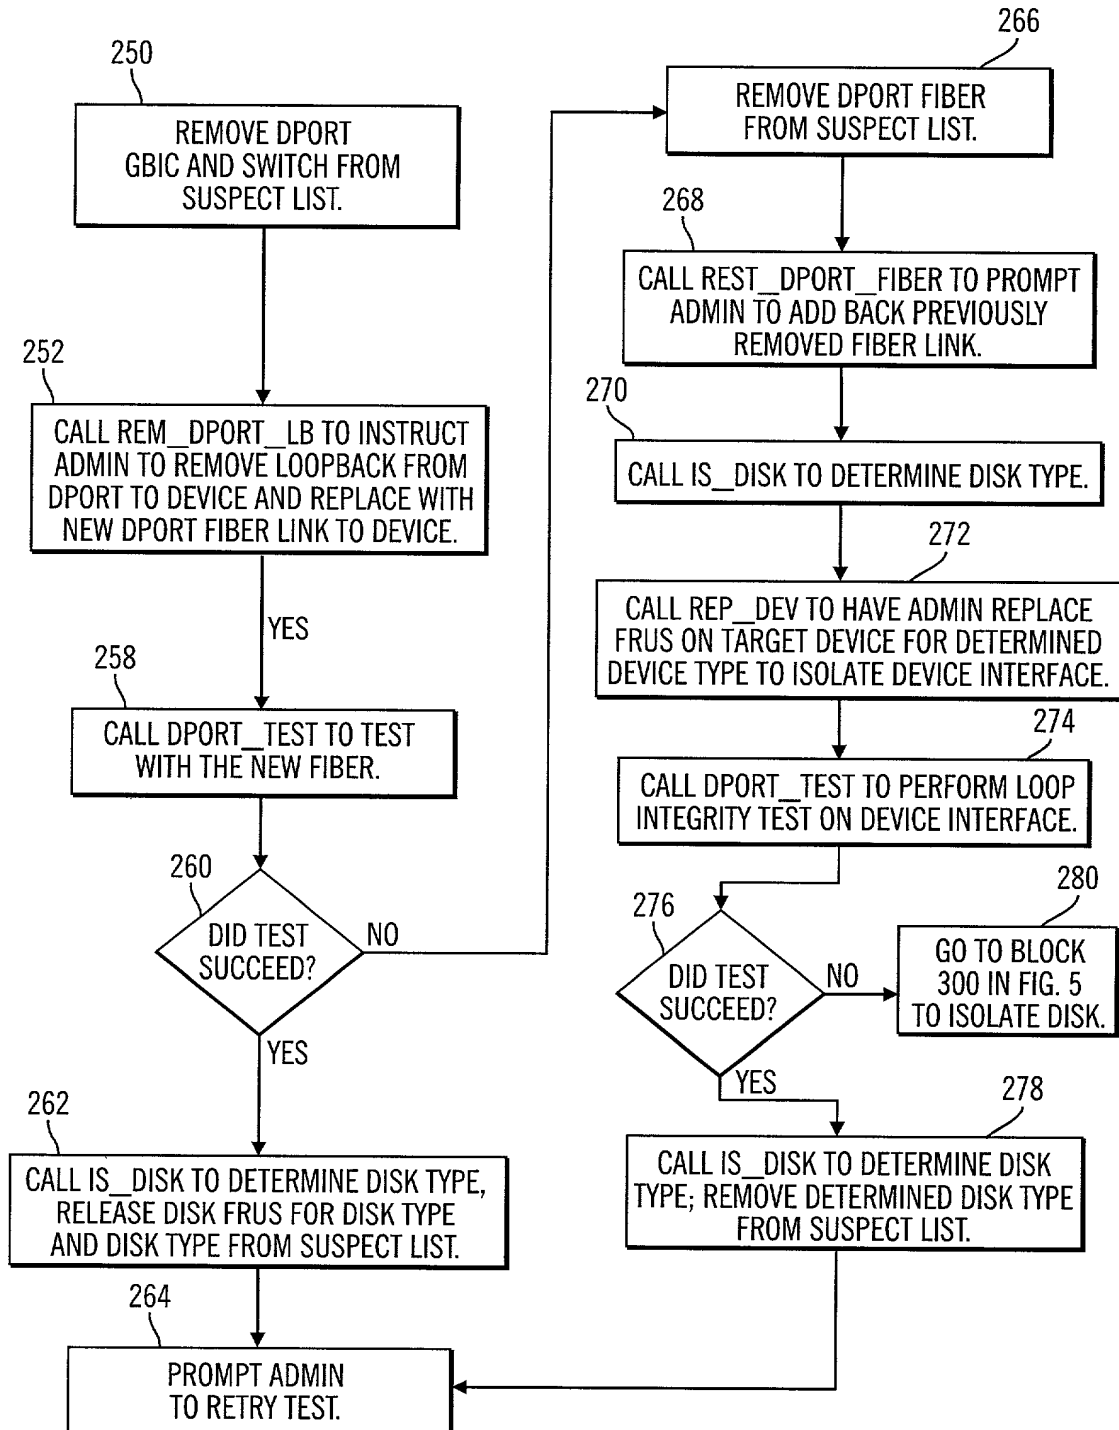 250
REMOVE DPORT
GBIC AND SWITCH FROM
SUSPECT LIST.
252
CALL REM_DPORT_LB TO INSTRUCT
ADMIN TO REMOVE LOOPBACK FROM
DPORT TO DEVICE AND REPLACE WITH
NEW DPORT FIBER LINK TO DEVICE.
YES
258
CALL DPORT_TEST TO TEST
WITH THE NEW FIBER.
260
DID TEST
SUCCEED?
NO
YES
262
CALL IS_DISK TO DETERMINE DISK TYPE,
RELEASE DISK FRUS FOR DISK TYPE
AND DISK TYPE FROM SUSPECT LIST.
264
PROMPT ADMIN
TO RETRY TEST.
266
REMOVE DPORT FIBER
FROM SUSPECT LIST.
268
CALL REST_DPORT_FIBER TO PROMPT
ADMIN TO ADD BACK PREVIOUSLY
REMOVED FIBER LINK.
270
CALL IS_DISK TO DETERMINE DISK TYPE.
272
CALL REP_DEV TO HAVE ADMIN REPLACE
FRUS ON TARGET DEVICE FOR DETERMINED
DEVICE TYPE TO ISOLATE DEVICE INTERFACE.
274
CALL DPORT_TEST TO PERFORM LOOP
INTEGRITY TEST ON DEVICE INTERFACE.
276
DID TEST
SUCCEED?
NO
280
GO TO BLOCK
300 IN FIG. 5
TO ISOLATE DISK.
YES
278
CALL IS_DISK TO DETERMINE DISK
TYPE; REMOVE DETERMINED DISK TYPE
FROM SUSPECT LIST.